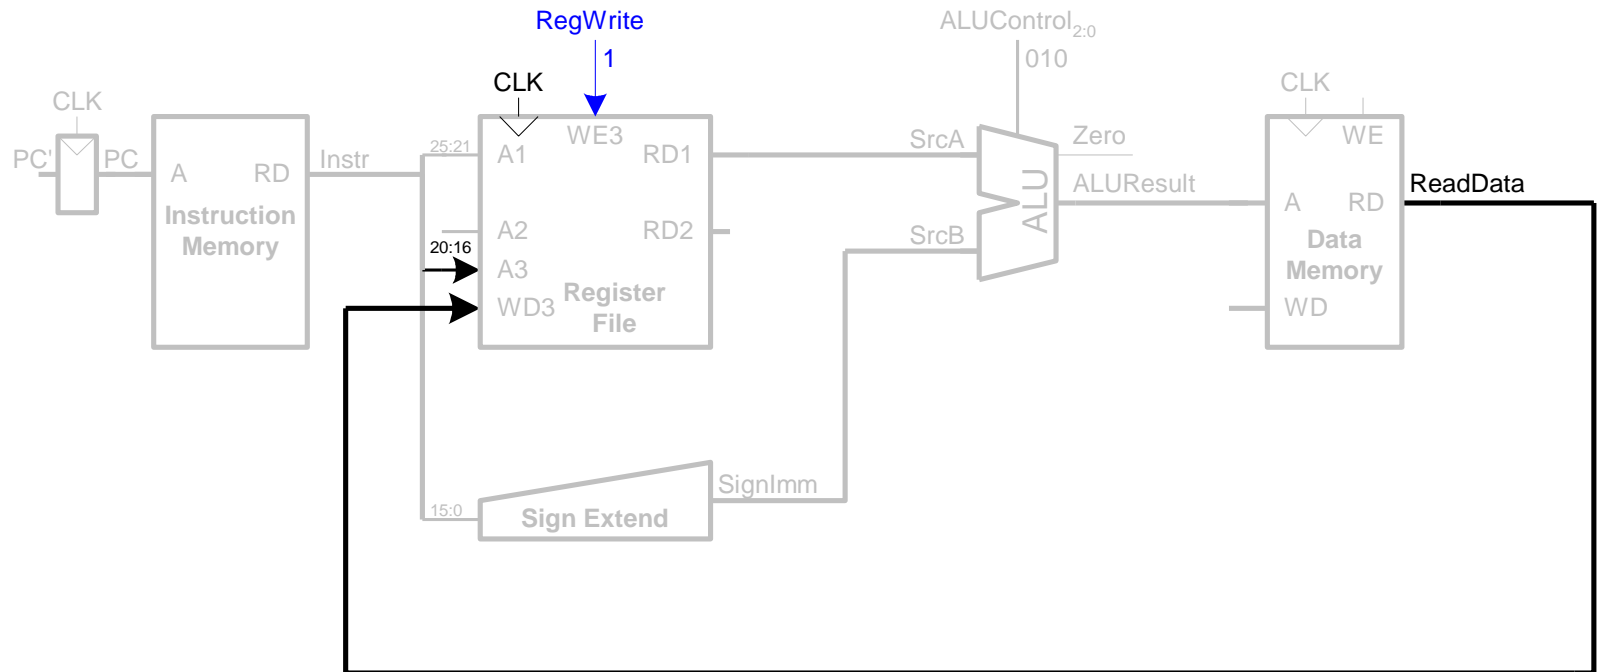 RegWrite
ALUControl2:0
1
010
CLK
CLK
CLK
WE3
WE
PC'
PC
A
RD
Instr
25:21
A1
RD1
SrcA
Zero
ALUResult
ReadData
Instruction
Memory
A2
RD2
SrcB
ALU
A
RD
20:16
A3
Data
Memory
WD3
Register
File
WD
SignImm
15:0
Sign Extend